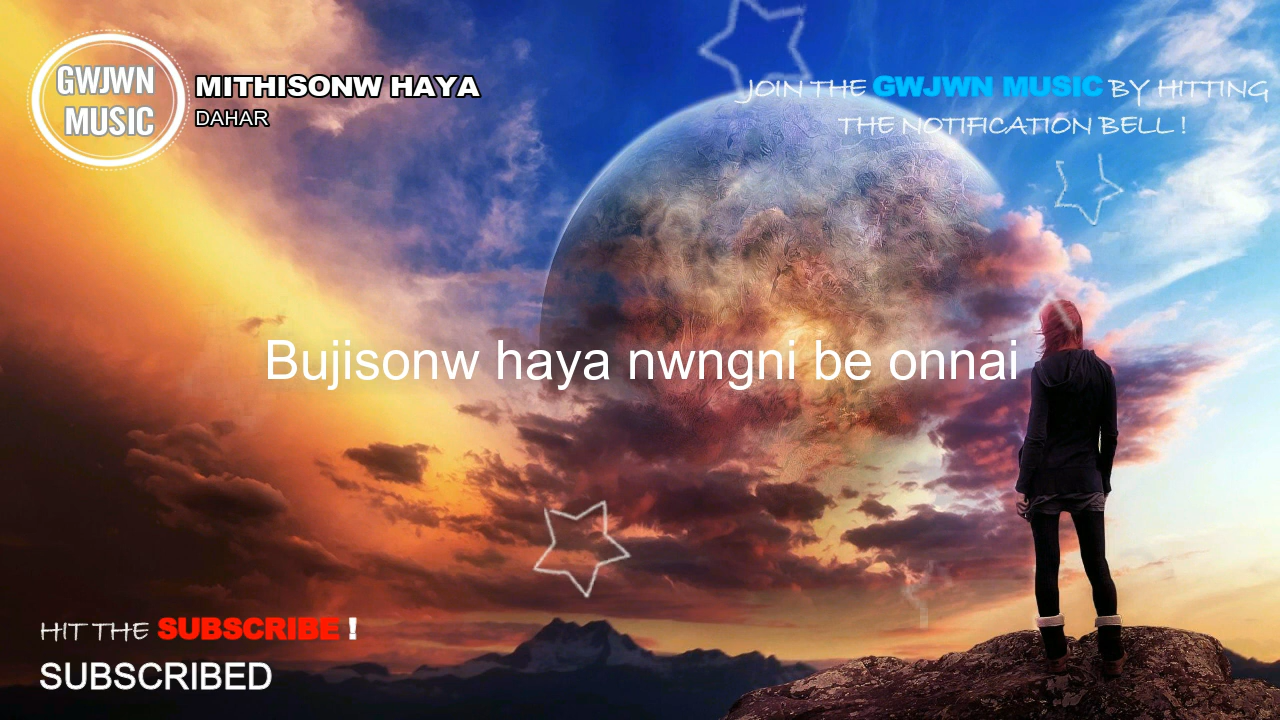 GWJWN
MUSIC
MITHISONW HAYA
DAHAR
JOIN THE GWJWN MUSIC BY HITTING
THE NOTIFICATION BELL !
Bujisonw haya nwngni be onnai
HIT THE SUBSCRIBE !
SUBSCRIBED